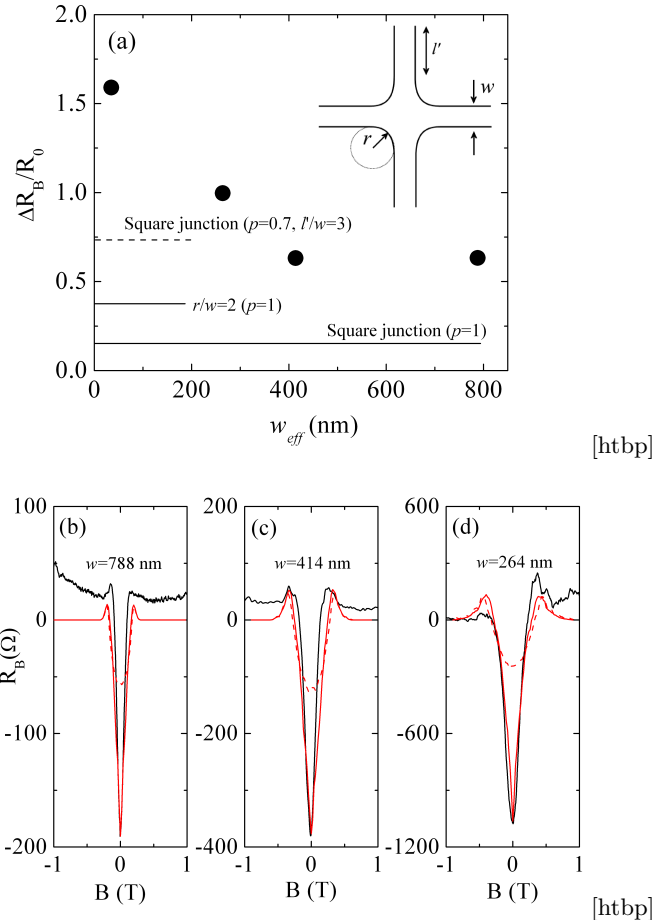 2.0
(a)
l'
1.5
w
r
ΔR_B/R_0
1.0
Square junction (p=0.7, l'/w=3)
0.5
r/w=2 (p=1)
Square junction (p=1)
0.0
0 200 400 600 800
w_eff (nm)
[htbp]
100 200 600
(b) (c) (d)
w=788 nm w=414 nm w=264 nm
0 0 0
R_B(Ω)
-100 -200 -600
-200 -400 -1200
-1 0 1 -1 0 1 -1 0 1
B (T) B (T) B (T)
[htbp]